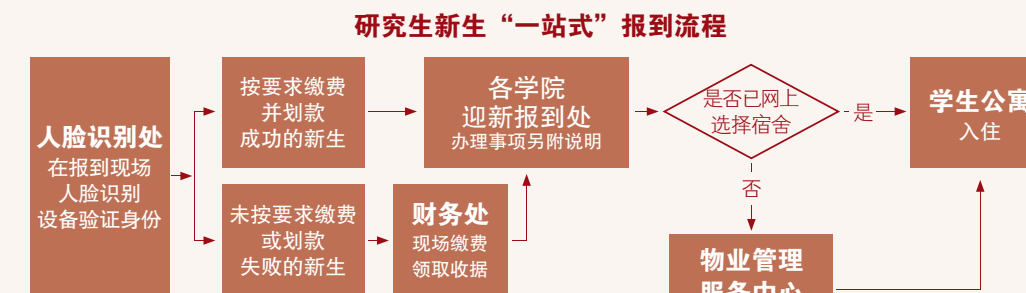 研究生新生“一站式”报到流程
人脸识别处
在报到现场
人脸识别
设备验证身份
按要求缴费
并划款
成功的新生
未按要求缴费
或划款
失败的新生
财务处
现场缴费
领取收据
各学院
迎新报到处
办理事项另附说明
是否已网上
选择宿舍
是
否
学生公寓
入住
物业管理
服务中心